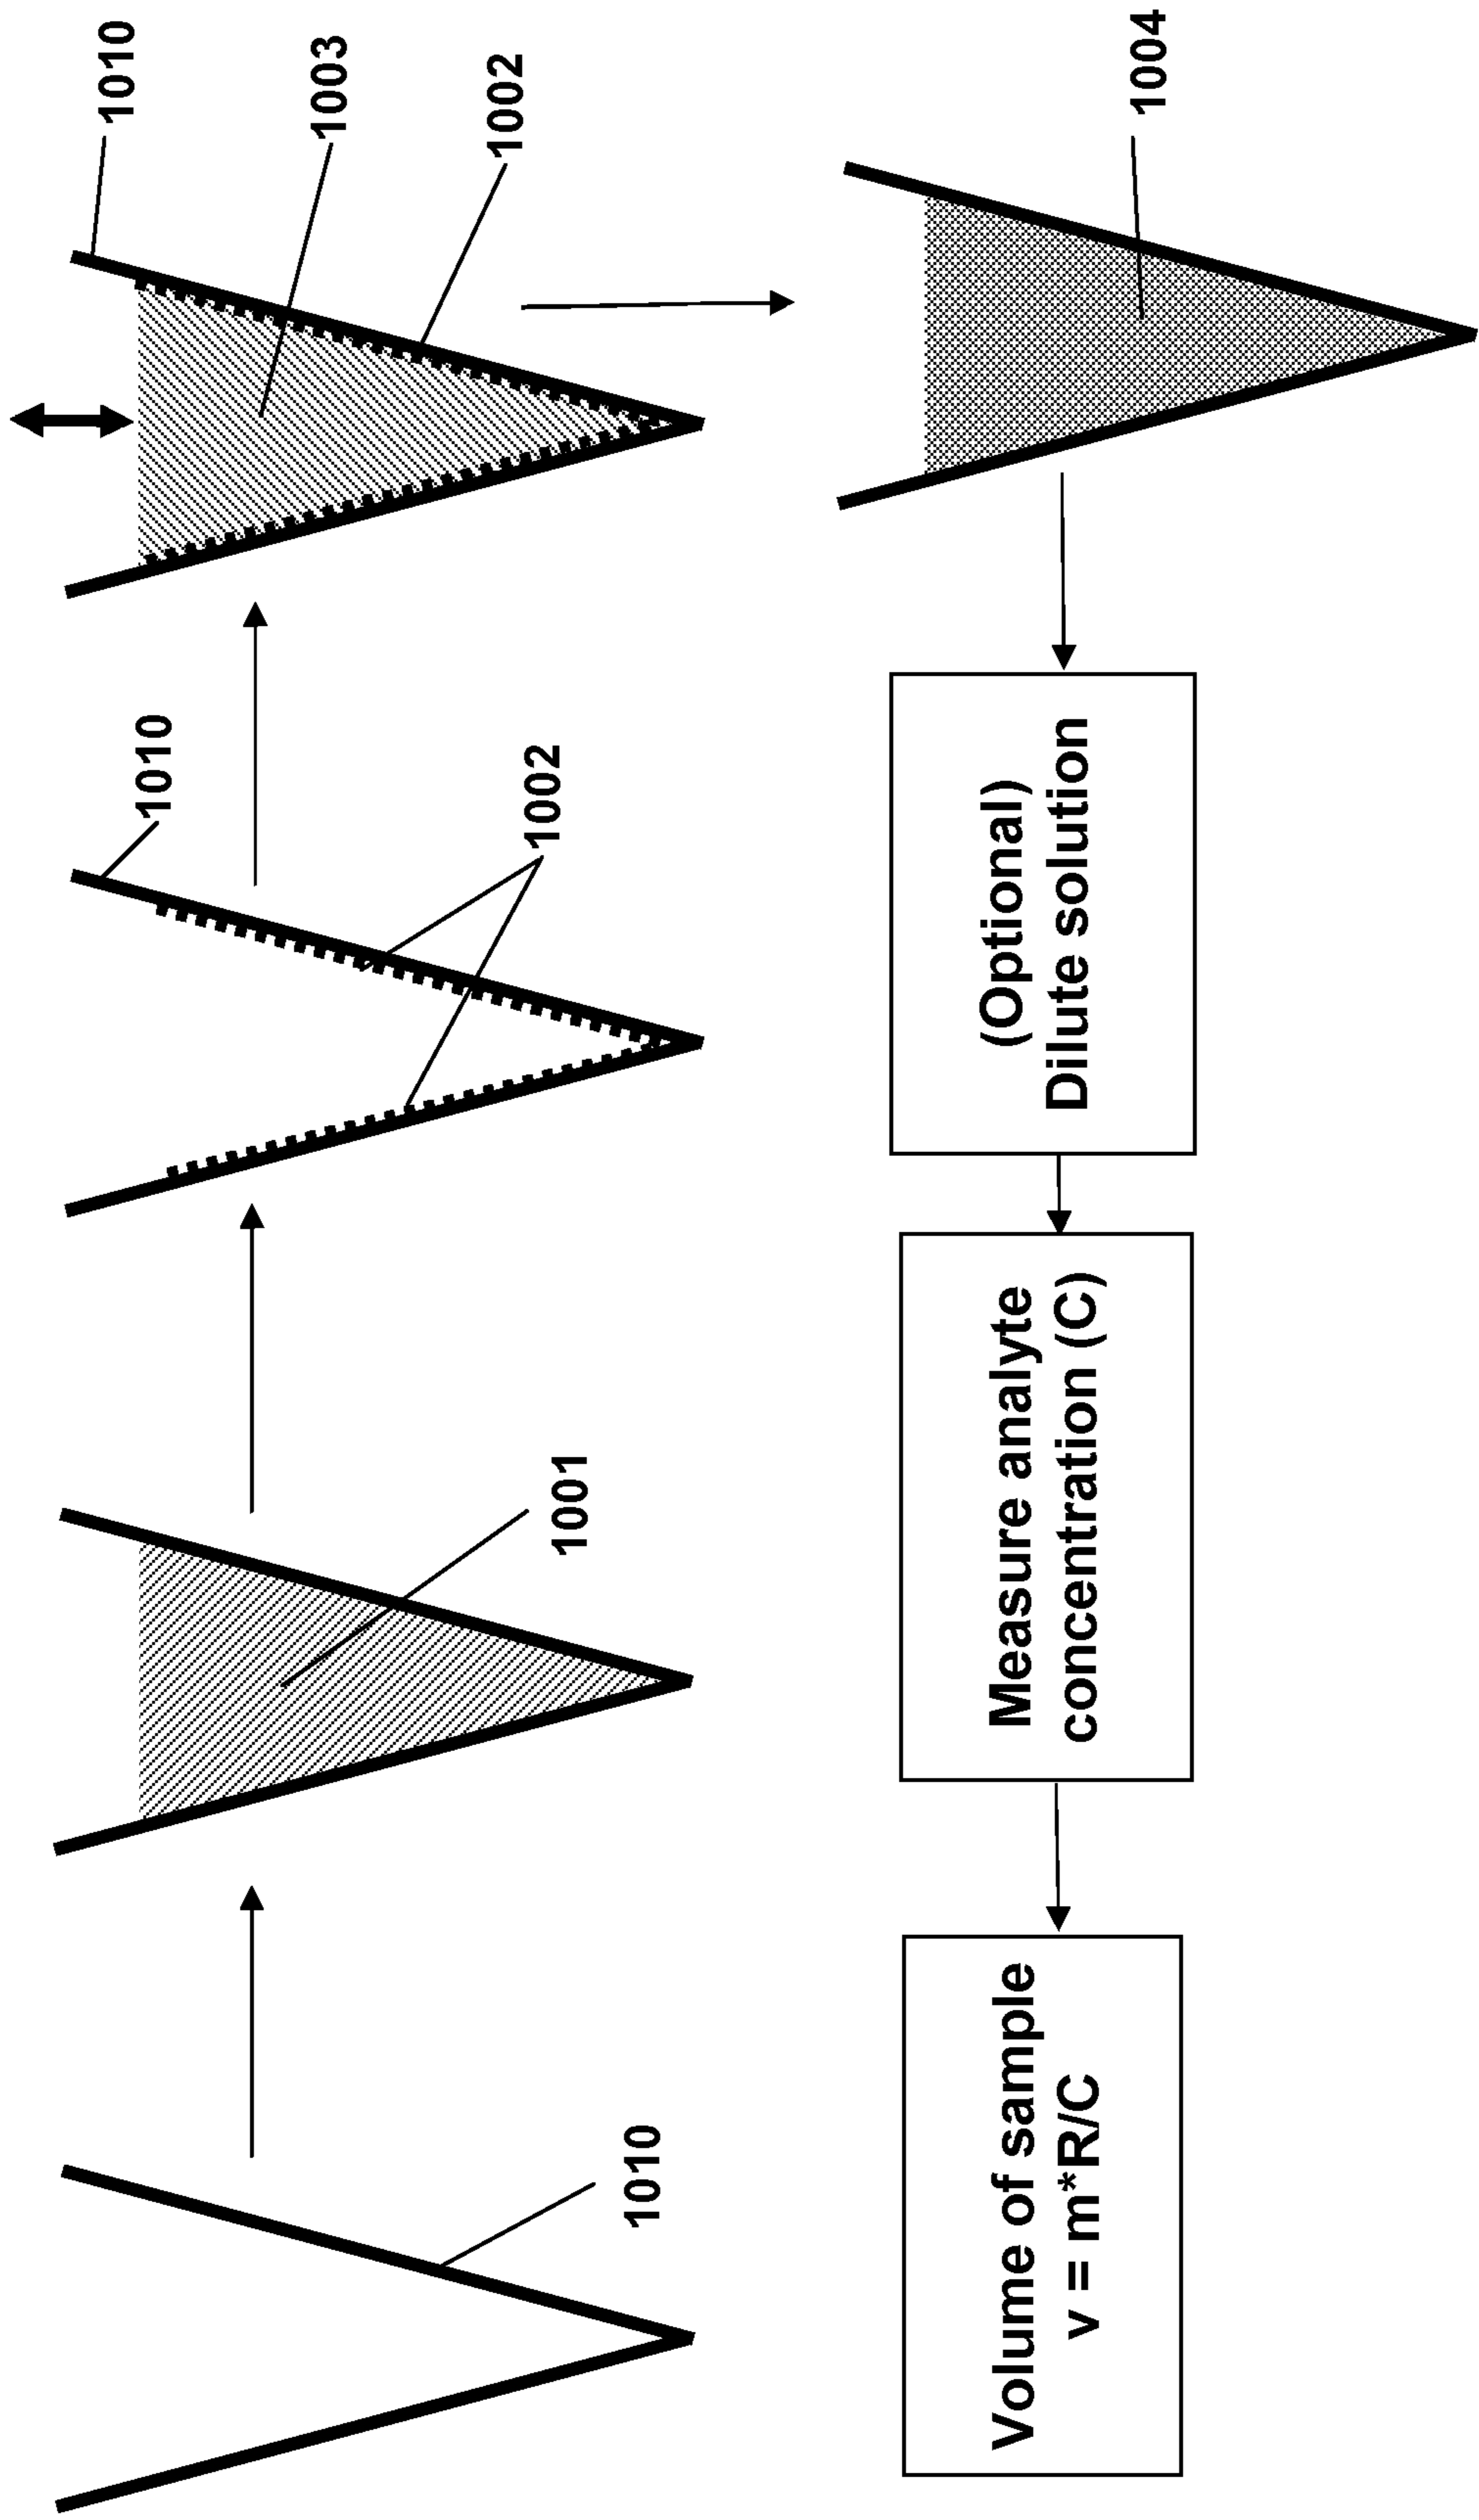 1010
1001
1010
1002
1010
1003
1002
1004
(Optional)
Dilute solution
Measure analyte
concentration (C)
Volume of sample
v = m*R/C